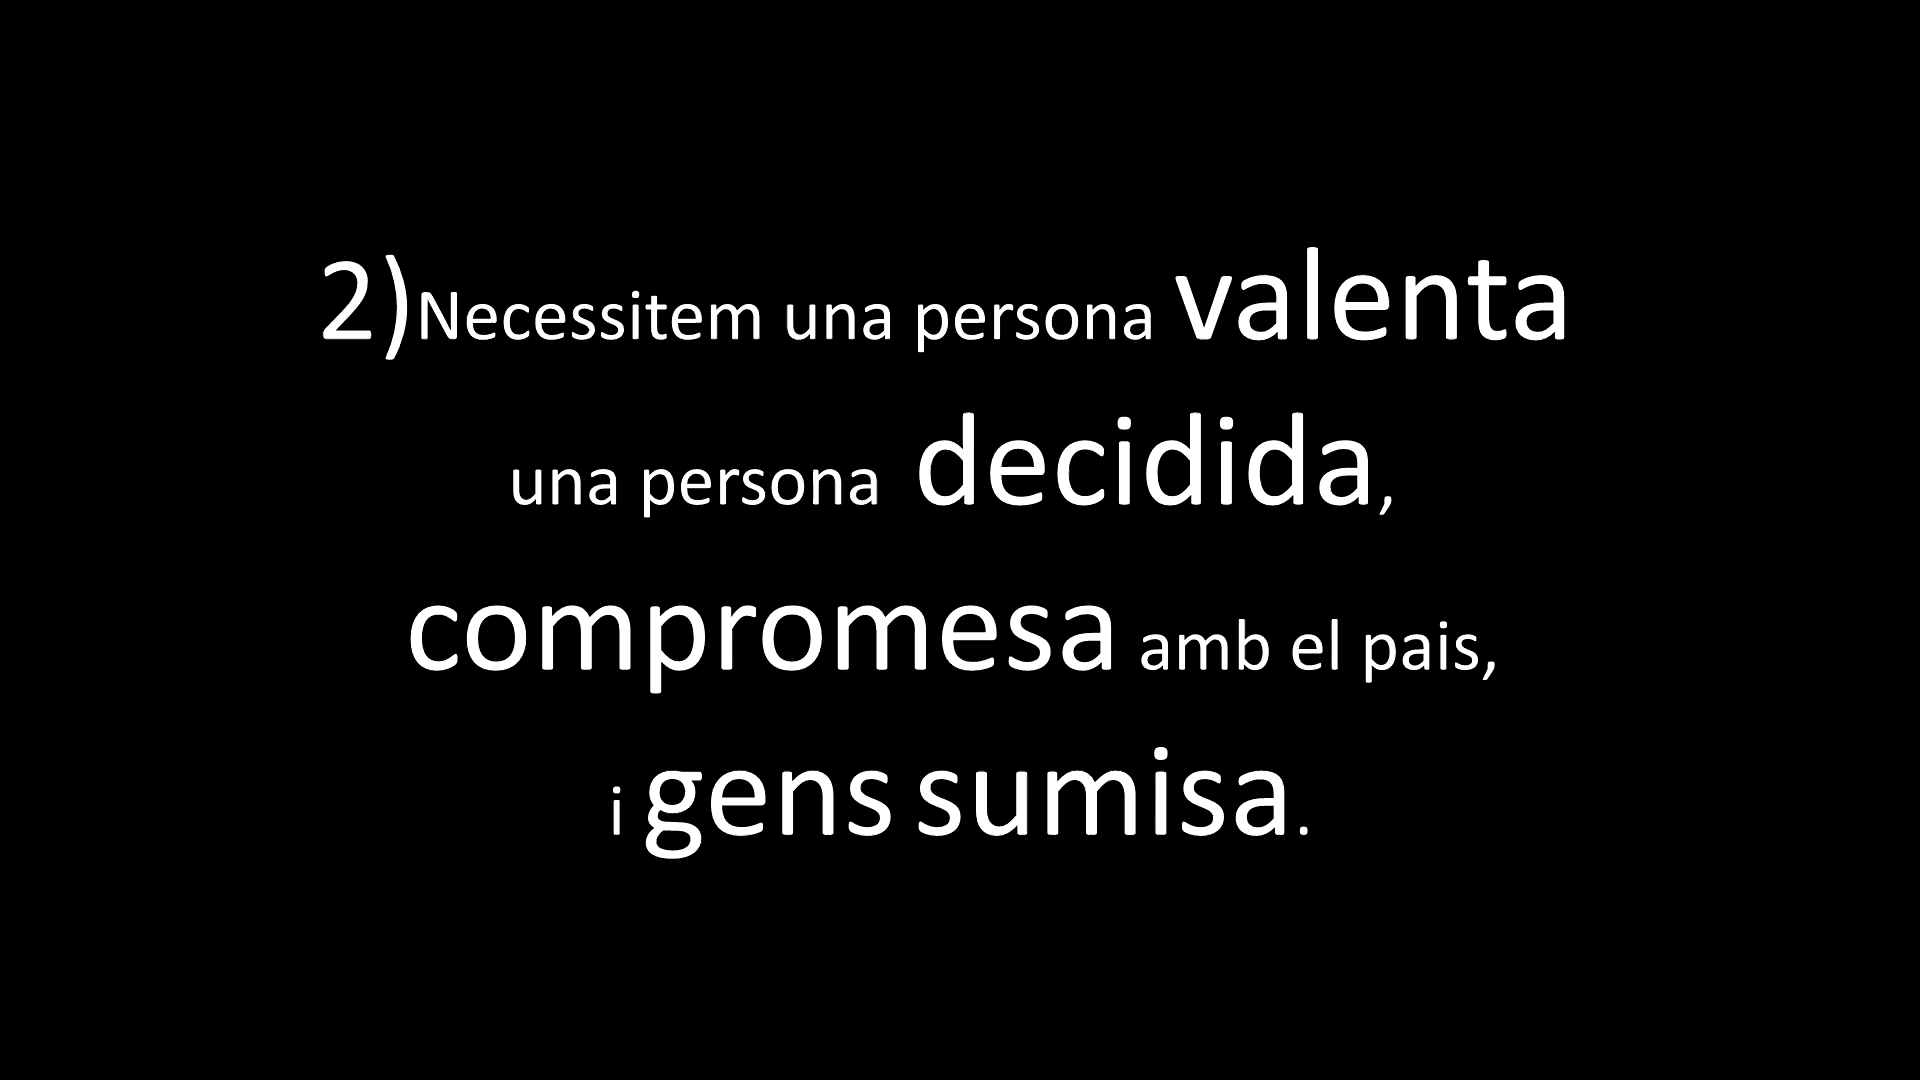 2)Necessitem una persona valenta
una persona decidida,
compromesa amb el pais,
i gens sumisa.